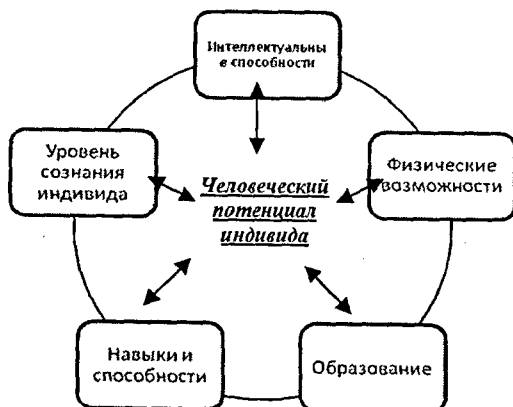 Интеллектуальны
е способности
Уровень
сознания
индивида
Человеческий
потенциал
индивида
Физические
возможности
Навыки и
способности
Образование